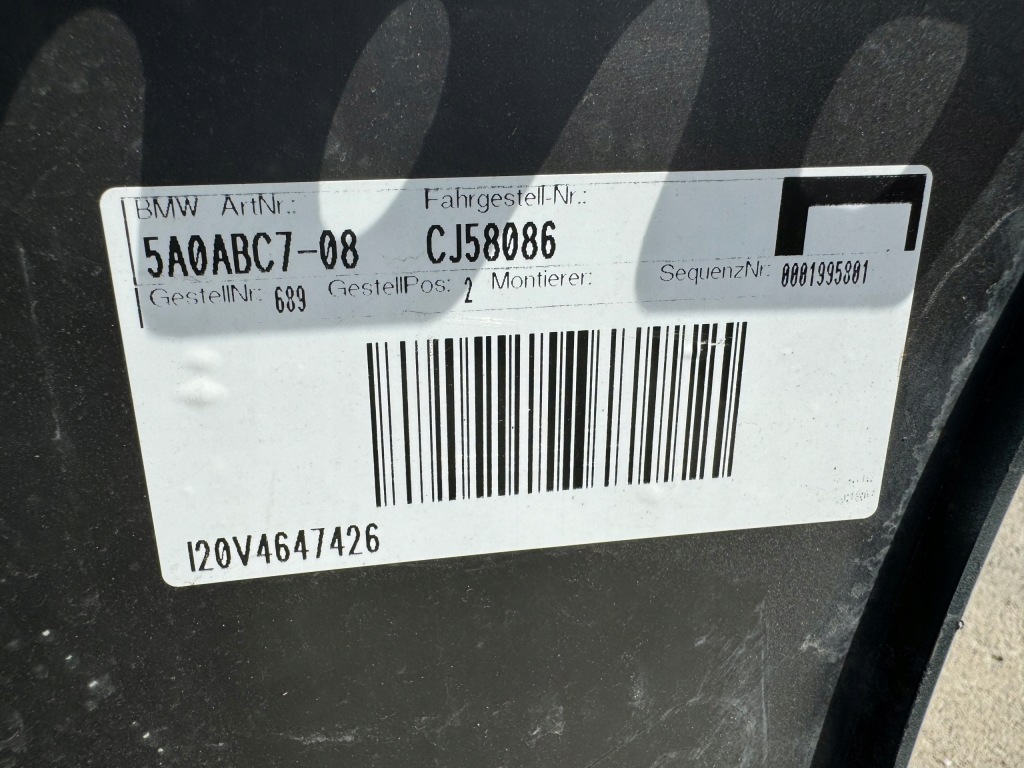 BMW ArtNr.: Fahrgestell-Nr.:
5A0ABC7-08 CJ58086
GestellNr: 689 GestellPos: 2 Montierer: SequenzNr: 0001995801
I20V4647426